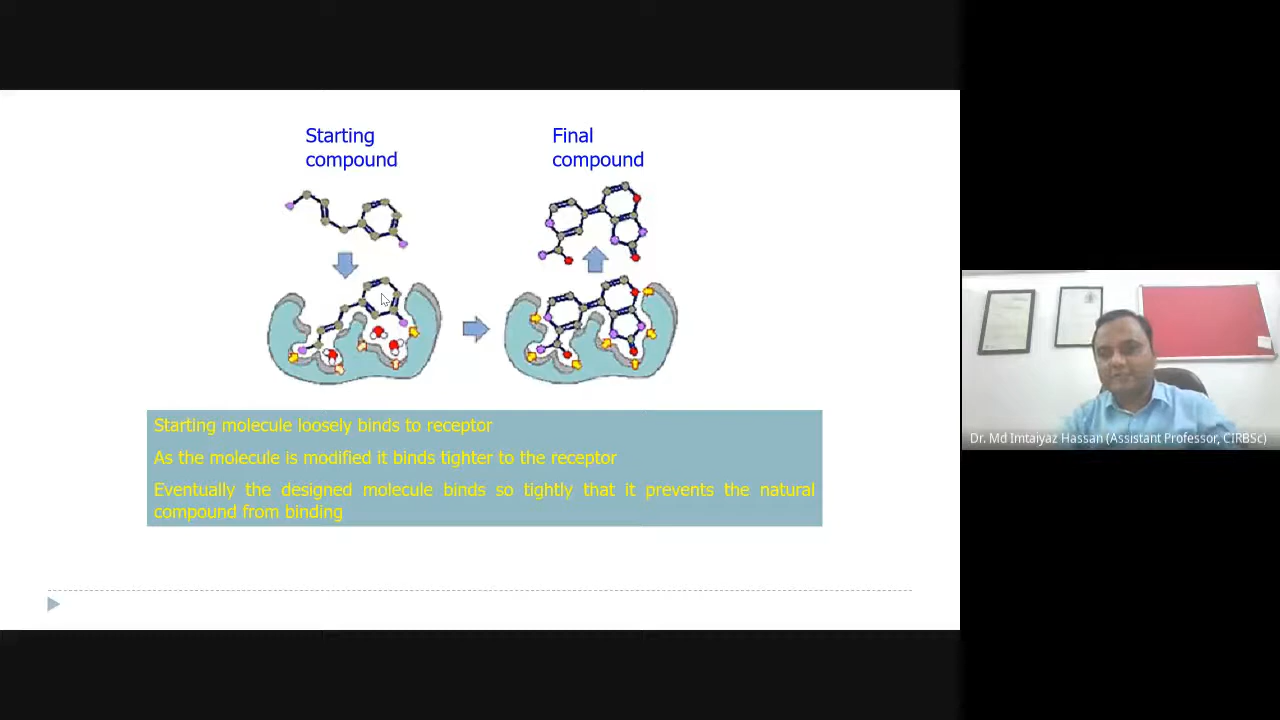 Starting
compound
Final
compound
Starting molecule loosely binds to receptor
As the molecule is modified it binds tighter to the receptor
Eventually the designed molecule binds so tightly that it prevents the natural
compound from binding
Dr. Md Imtaiyaz Hassan (Assistant Professor, CIRBSc)